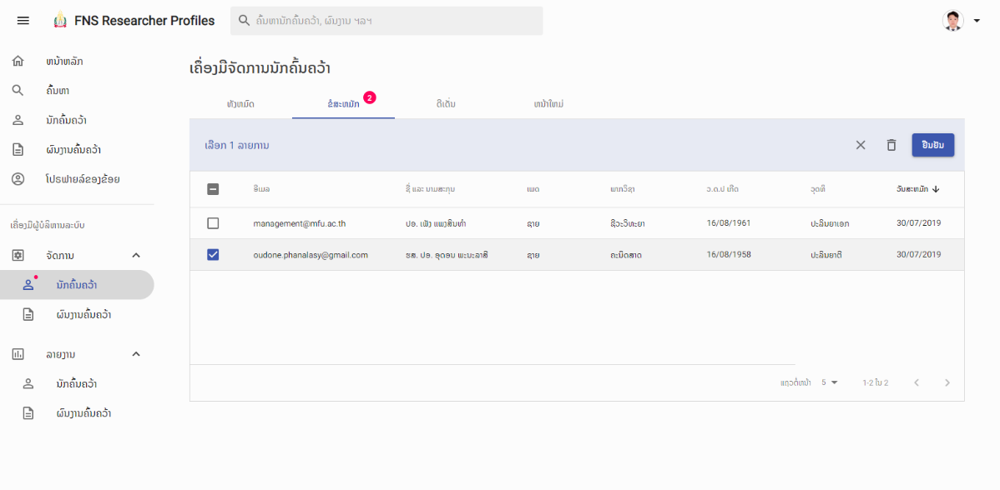 FNS Researcher Profiles
ຄົ້ນຫານັກຄົ້ນຄວ້າ, ຜົນງານ ຯລຯ
ໜ້າຫລັກ
ຄົ້ນຫາ
ນັກຄົ້ນຄວ້າ
ຜົນງານຄົ້ນຄວ້າ
ໂປຣຟາຍລ໌ຂອງຂ້ອຍ
ເຄື່ອງມືຜູ້ບໍລິຫານລະບົບ
ຈັດການ
ນັກຄົ້ນຄວ້າ
ຜົນງານຄົ້ນຄວ້າ
ລາຍງານ
ນັກຄົ້ນຄວ້າ
ຜົນງານຄົ້ນຄວ້າ
ເຄື່ອງມືຈັດການນັກຄົ້ນຄວ້າ
ທັງຫມົດ ຂໍສະຫມັກ 2 ດີເດັ່ນ ຫນ້າໃຫມ່
ເລືອກ 1 ລາຍການ ຢືນຢັນ
ອີເມລ ຊື່ ແລະ ນາມສະກຸນ ເພດ ພາກວິຊາ ວ.ດ.ປ ເກີດ ວຸດທິ ວັນສະຫມັກ
management@mfu.ac.th ປອ. ເພັງ ແພງສິນທຳ ຊາຍ ຊີວະວິທະຍາ 16/08/1961 ປະລິນຍາເອກ 30/07/2019
oudone.phanalasy@gmail.com ຮສ. ປອ. ອຸດອນ ພະນະລາສີ ຊາຍ ຄະນິດສາດ 16/08/1958 ປະລິນຍາຕີ 30/07/2019
ແຖວຕໍ່ຫນ້າ 5 1-2 ໃນ 2